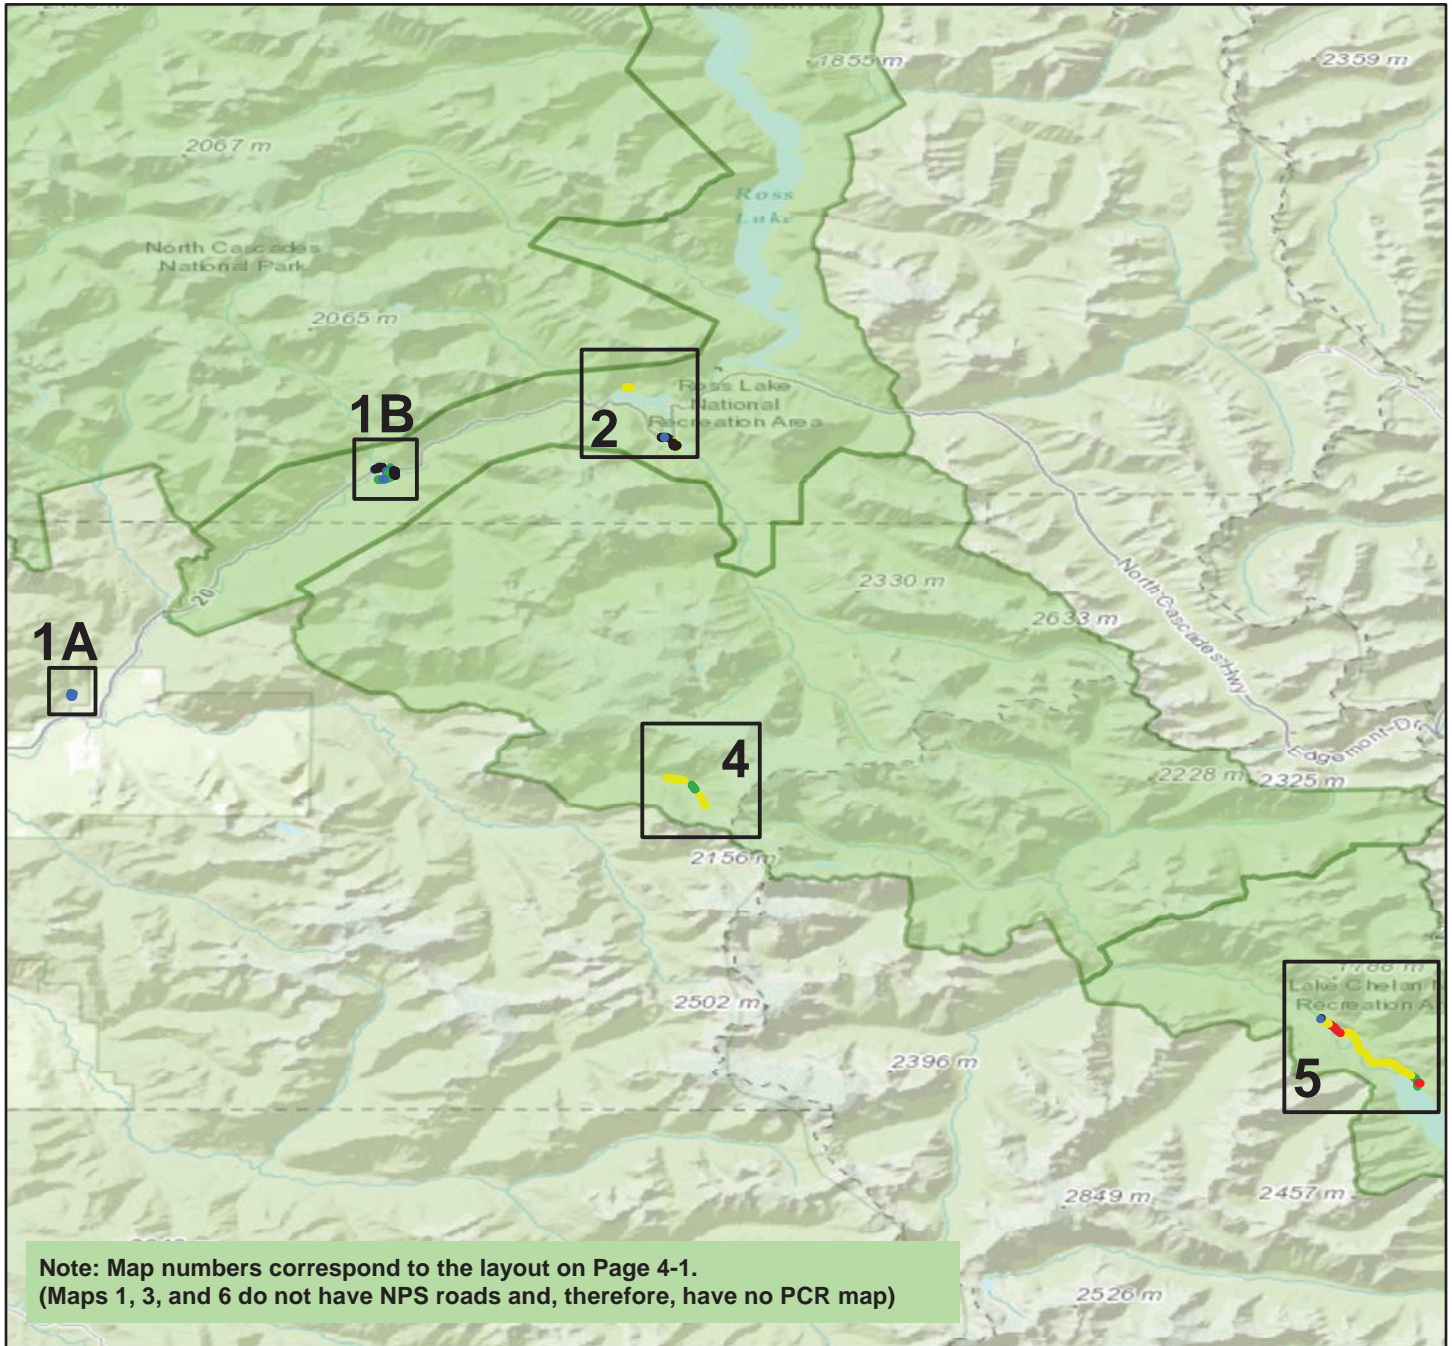 1855 m
2359 m
2067 m
Ross
Lake
North Cascades
National Park
2065 m
Ross Lake
National
Recreation Area
1B
2
20
2330 m
North Cascades Hwy
2633 m
1A
Edgemont Dr
4
2228 m
2325 m
2156 m
1788 m
Lake Chelan N
Recreation A
2502 m
2396 m
5
2849 m
2457 m
Note: Map numbers correspond to the layout on Page 4-1.
(Maps 1, 3, and 6 do not have NPS roads and, therefore, have no PCR map)
2526 m